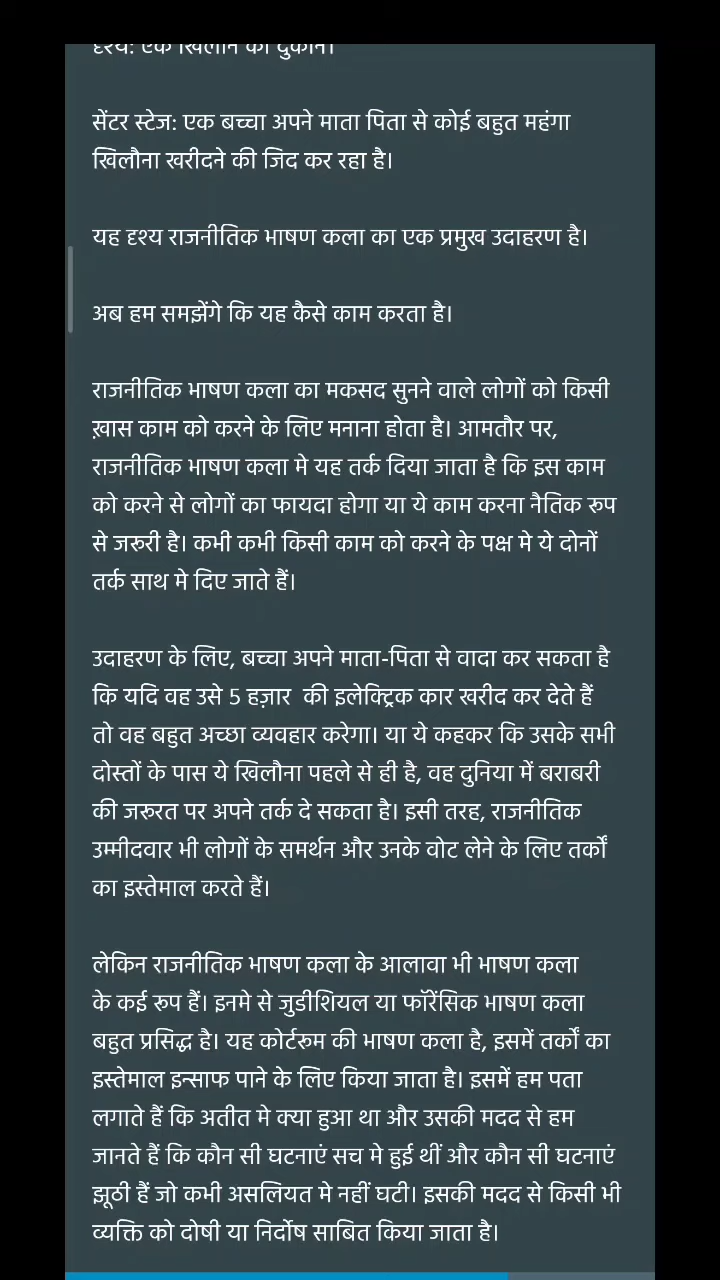 दृश्य: एक खिलौने की दुकान।
सेंटर स्टेज: एक बच्चा अपने माता पिता से कोई बहुत महंगा
खिलौना खरीदने की जिद कर रहा है।
यह दृश्य राजनीतिक भाषण कला का एक प्रमुख उदाहरण है।
अब हम समझेंगे कि यह कैसे काम करता है।
राजनीतिक भाषण कला का मकसद सुनने वाले लोगों को किसी
ख़ास काम को करने के लिए मनाना होता है। आमतौर पर,
राजनीतिक भाषण कला मे यह तर्क दिया जाता है कि इस काम
को करने से लोगों का फायदा होगा या ये काम करना नैतिक रूप
से जरूरी है। कभी कभी किसी काम को करने के पक्ष मे ये दोनों
तर्क साथ मे दिए जाते हैं।
उदाहरण के लिए, बच्चा अपने माता-पिता से वादा कर सकता है
कि यदि वह उसे 5 हज़ार की इलेक्ट्रिक कार खरीद कर देते हैं
तो वह बहुत अच्छा व्यवहार करेगा। या ये कहकर कि उसके सभी
दोस्तों के पास ये खिलौना पहले से ही है, वह दुनिया में बराबरी
की जरूरत पर अपने तर्क दे सकता है। इसी तरह, राजनीतिक
उम्मीदवार भी लोगों के समर्थन और उनके वोट लेने के लिए तर्कों
का इस्तेमाल करते हैं।
लेकिन राजनीतिक भाषण कला के आलावा भी भाषण कला
के कई रूप हैं। इनमे से जुडीशियल या फॉरेंसिक भाषण कला
बहुत प्रसिद्ध है। यह कोर्टरूम की भाषण कला है, इसमें तर्कों का
इस्तेमाल इन्साफ पाने के लिए किया जाता है। इसमें हम पता
लगाते हैं कि अतीत मे क्या हुआ था और उसकी मदद से हम
जानते हैं कि कौन सी घटनाएं सच मे हुई थीं और कौन सी घटनाएं
झूठी हैं जो कभी असलियत मे नहीं घटी। इसकी मदद से किसी भी
व्यक्ति को दोषी या निर्दोष साबित किया जाता है।